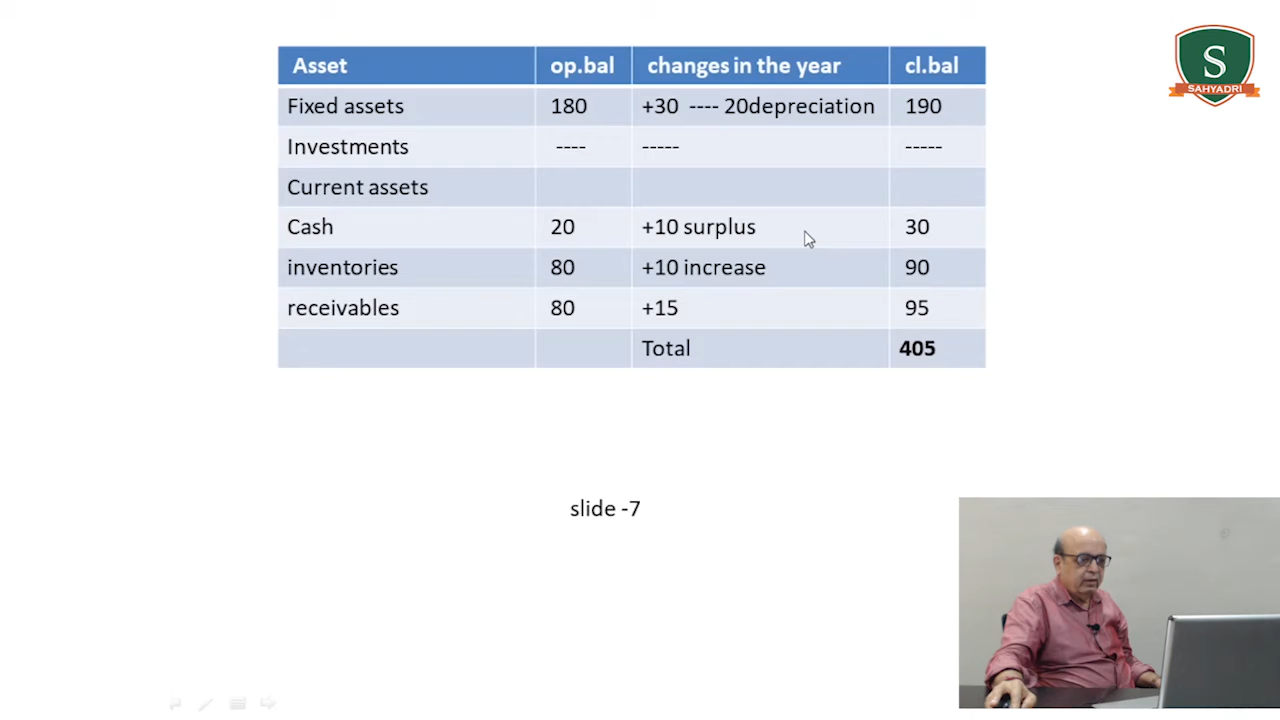 Asset op.bal changes in the year cl.bal
Fixed assets 180 +30 ---- 20depreciation 190
Investments ---- ----- -----
Current assets
Cash 20 +10 surplus 30
inventories 80 +10 increase 90
receivables 80 +15 95
Total 405
slide -7
S
SAHYADRI